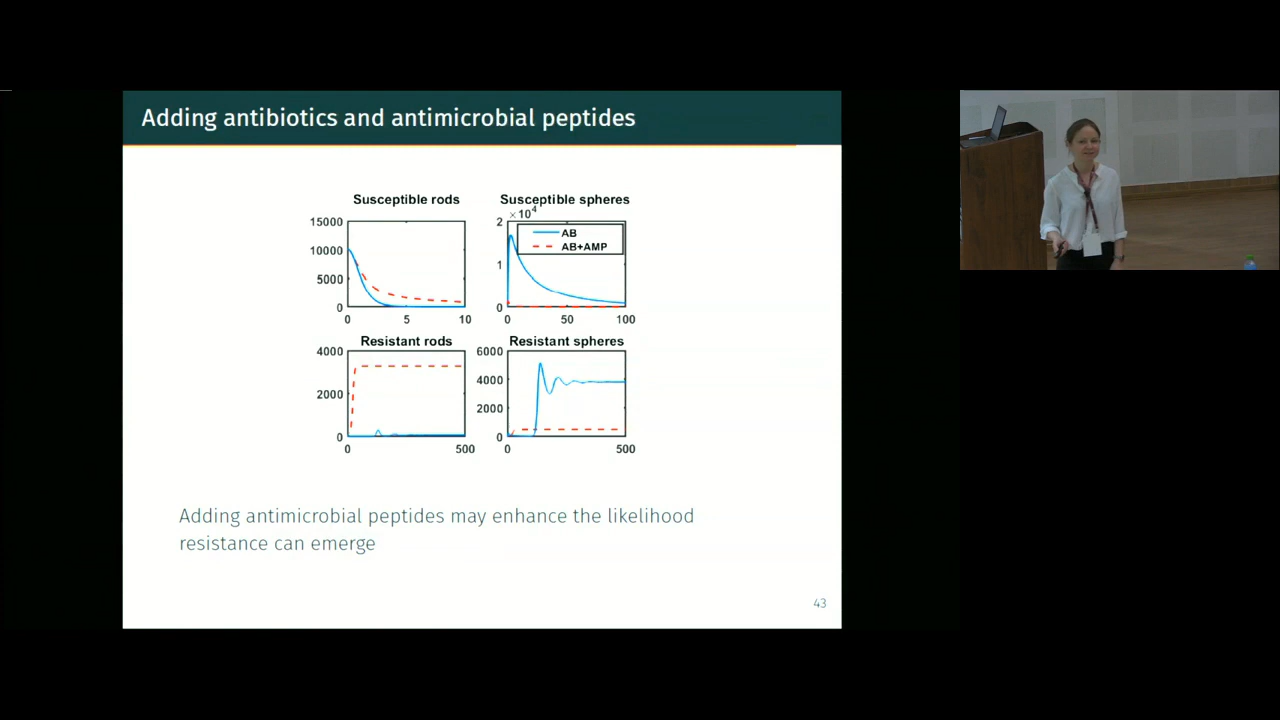 Adding antibiotics and antimicrobial peptides
Susceptible rods
15000
10000
5000
0
0 5 10
Susceptible spheres
×10⁴
2
1
0
0 50 100
AB
AB+AMP
Resistant rods
4000
2000
0
0 500
Resistant spheres
6000
4000
2000
0
0 500
Adding antimicrobial peptides may enhance the likelihood
resistance can emerge
43